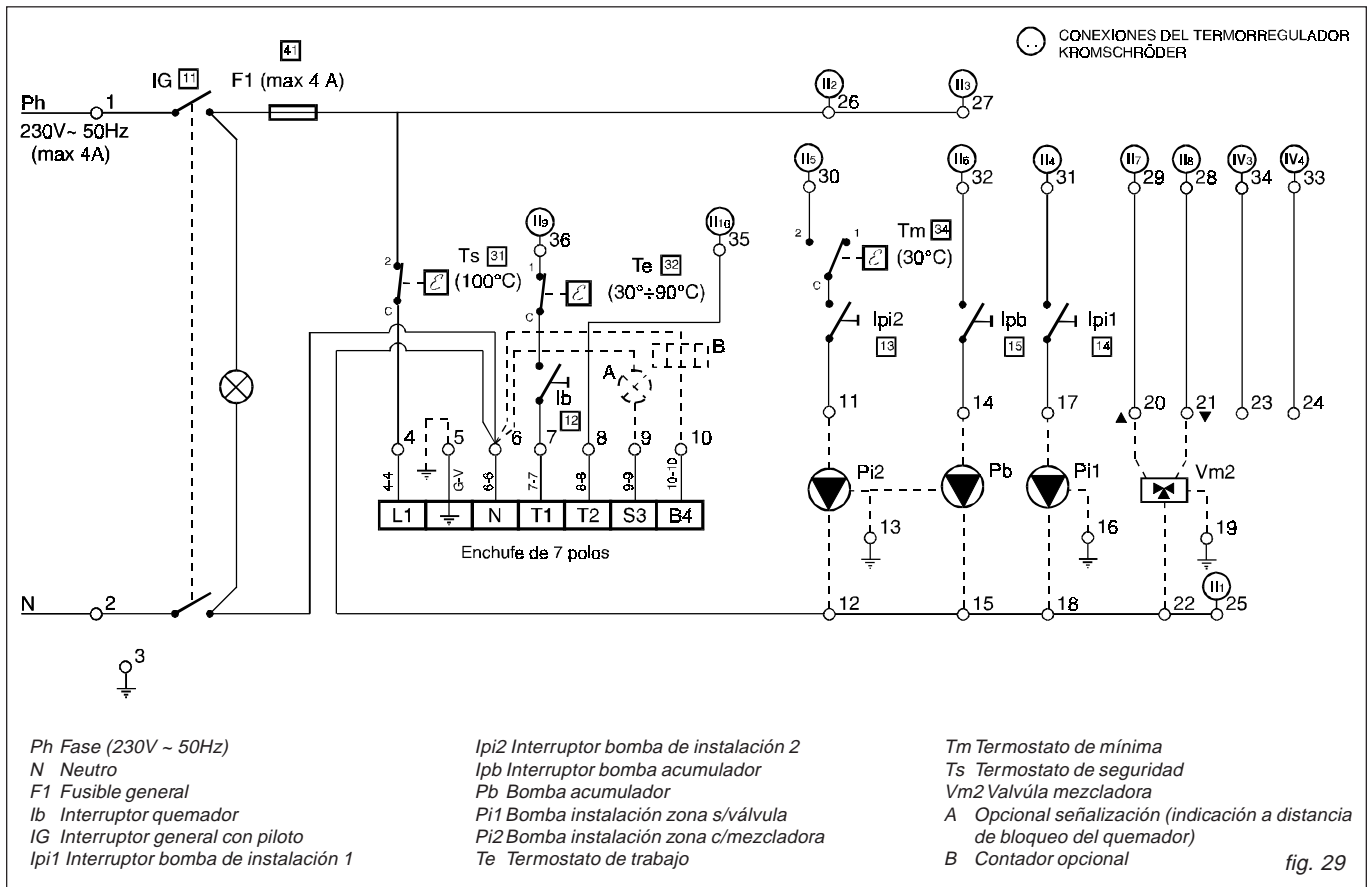 CONEXIONES DEL TERMORREGULADOR
KROMSCHRÖDER
..
41
IG 11
F1 (max 4 A)
II2
II3
Ph
1
26
27
230V~ 50Hz
(max 4A)
II5
II6
II4
II7
II8
IV3
IV4
30
32
31
29
28
34
33
II9
II10
36
35
2
1
Tm 34
(30°C)
2
Ts 31
(100°C)
1
Te 32
(30°÷90°C)
ℰ
ℰ
ℰ
C
C
C
Ipi2
13
Ipb
15
Ipi1
14
B
A
Ib
12
11
14
17
20
21
23
24
▲
▼
4
5
6
7
8
9
10
4-4
G-V
6-6
7-7
8-8
9-9
10-10
Pi2
Pb
Pi1
Vm2
L1
N
T1
T2
S3
B4
13
16
19
Enchufe de 7 polos
II1
N
2
12
15
18
22
25
3
Ph Fase (230V ~ 50Hz)
N Neutro
F1 Fusible general
Ib Interruptor quemador
IG Interruptor general con piloto
Ipi1 Interruptor bomba de instalación 1
Ipi2 Interruptor bomba de instalación 2
Ipb Interruptor bomba acumulador
Pb Bomba acumulador
Pi1 Bomba instalación zona s/válvula
Pi2 Bomba instalación zona c/mezcladora
Te Termostato de trabajo
Tm Termostato de mínima
Ts Termostato de seguridad
Vm2 Valvúla mezcladora
A Opcional señalización (indicación a distancia
de bloqueo del quemador)
B Contador opcional
fig. 29